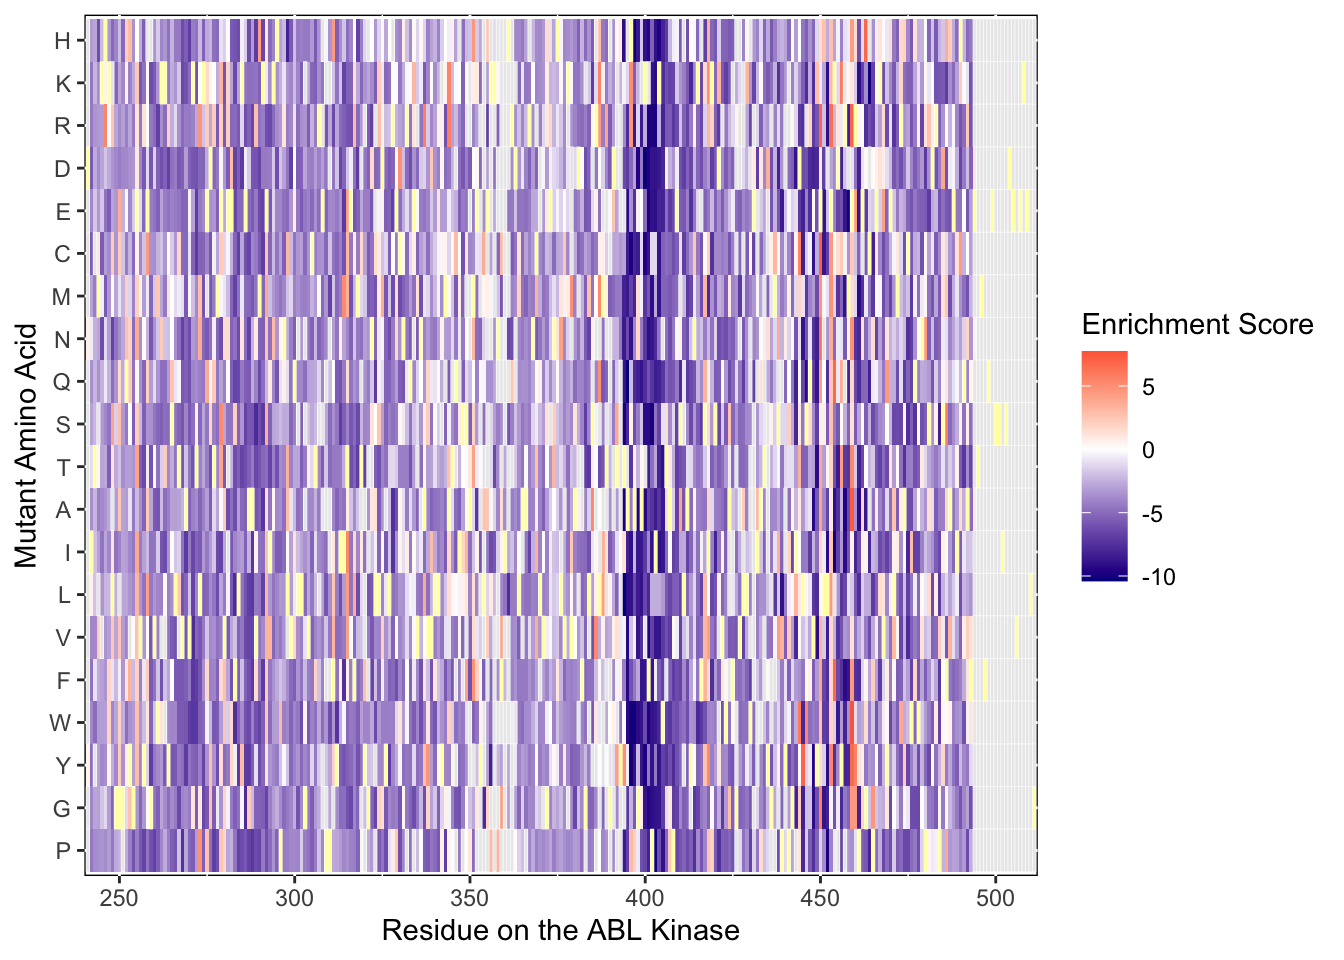 Mutant Amino Acid
H
K
R
D
E
C
M
N
Q
S
T
A
I
L
V
F
W
Y
G
P
250 300 350 400 450 500
Residue on the ABL Kinase
Enrichment Score
5
0
-5
-10